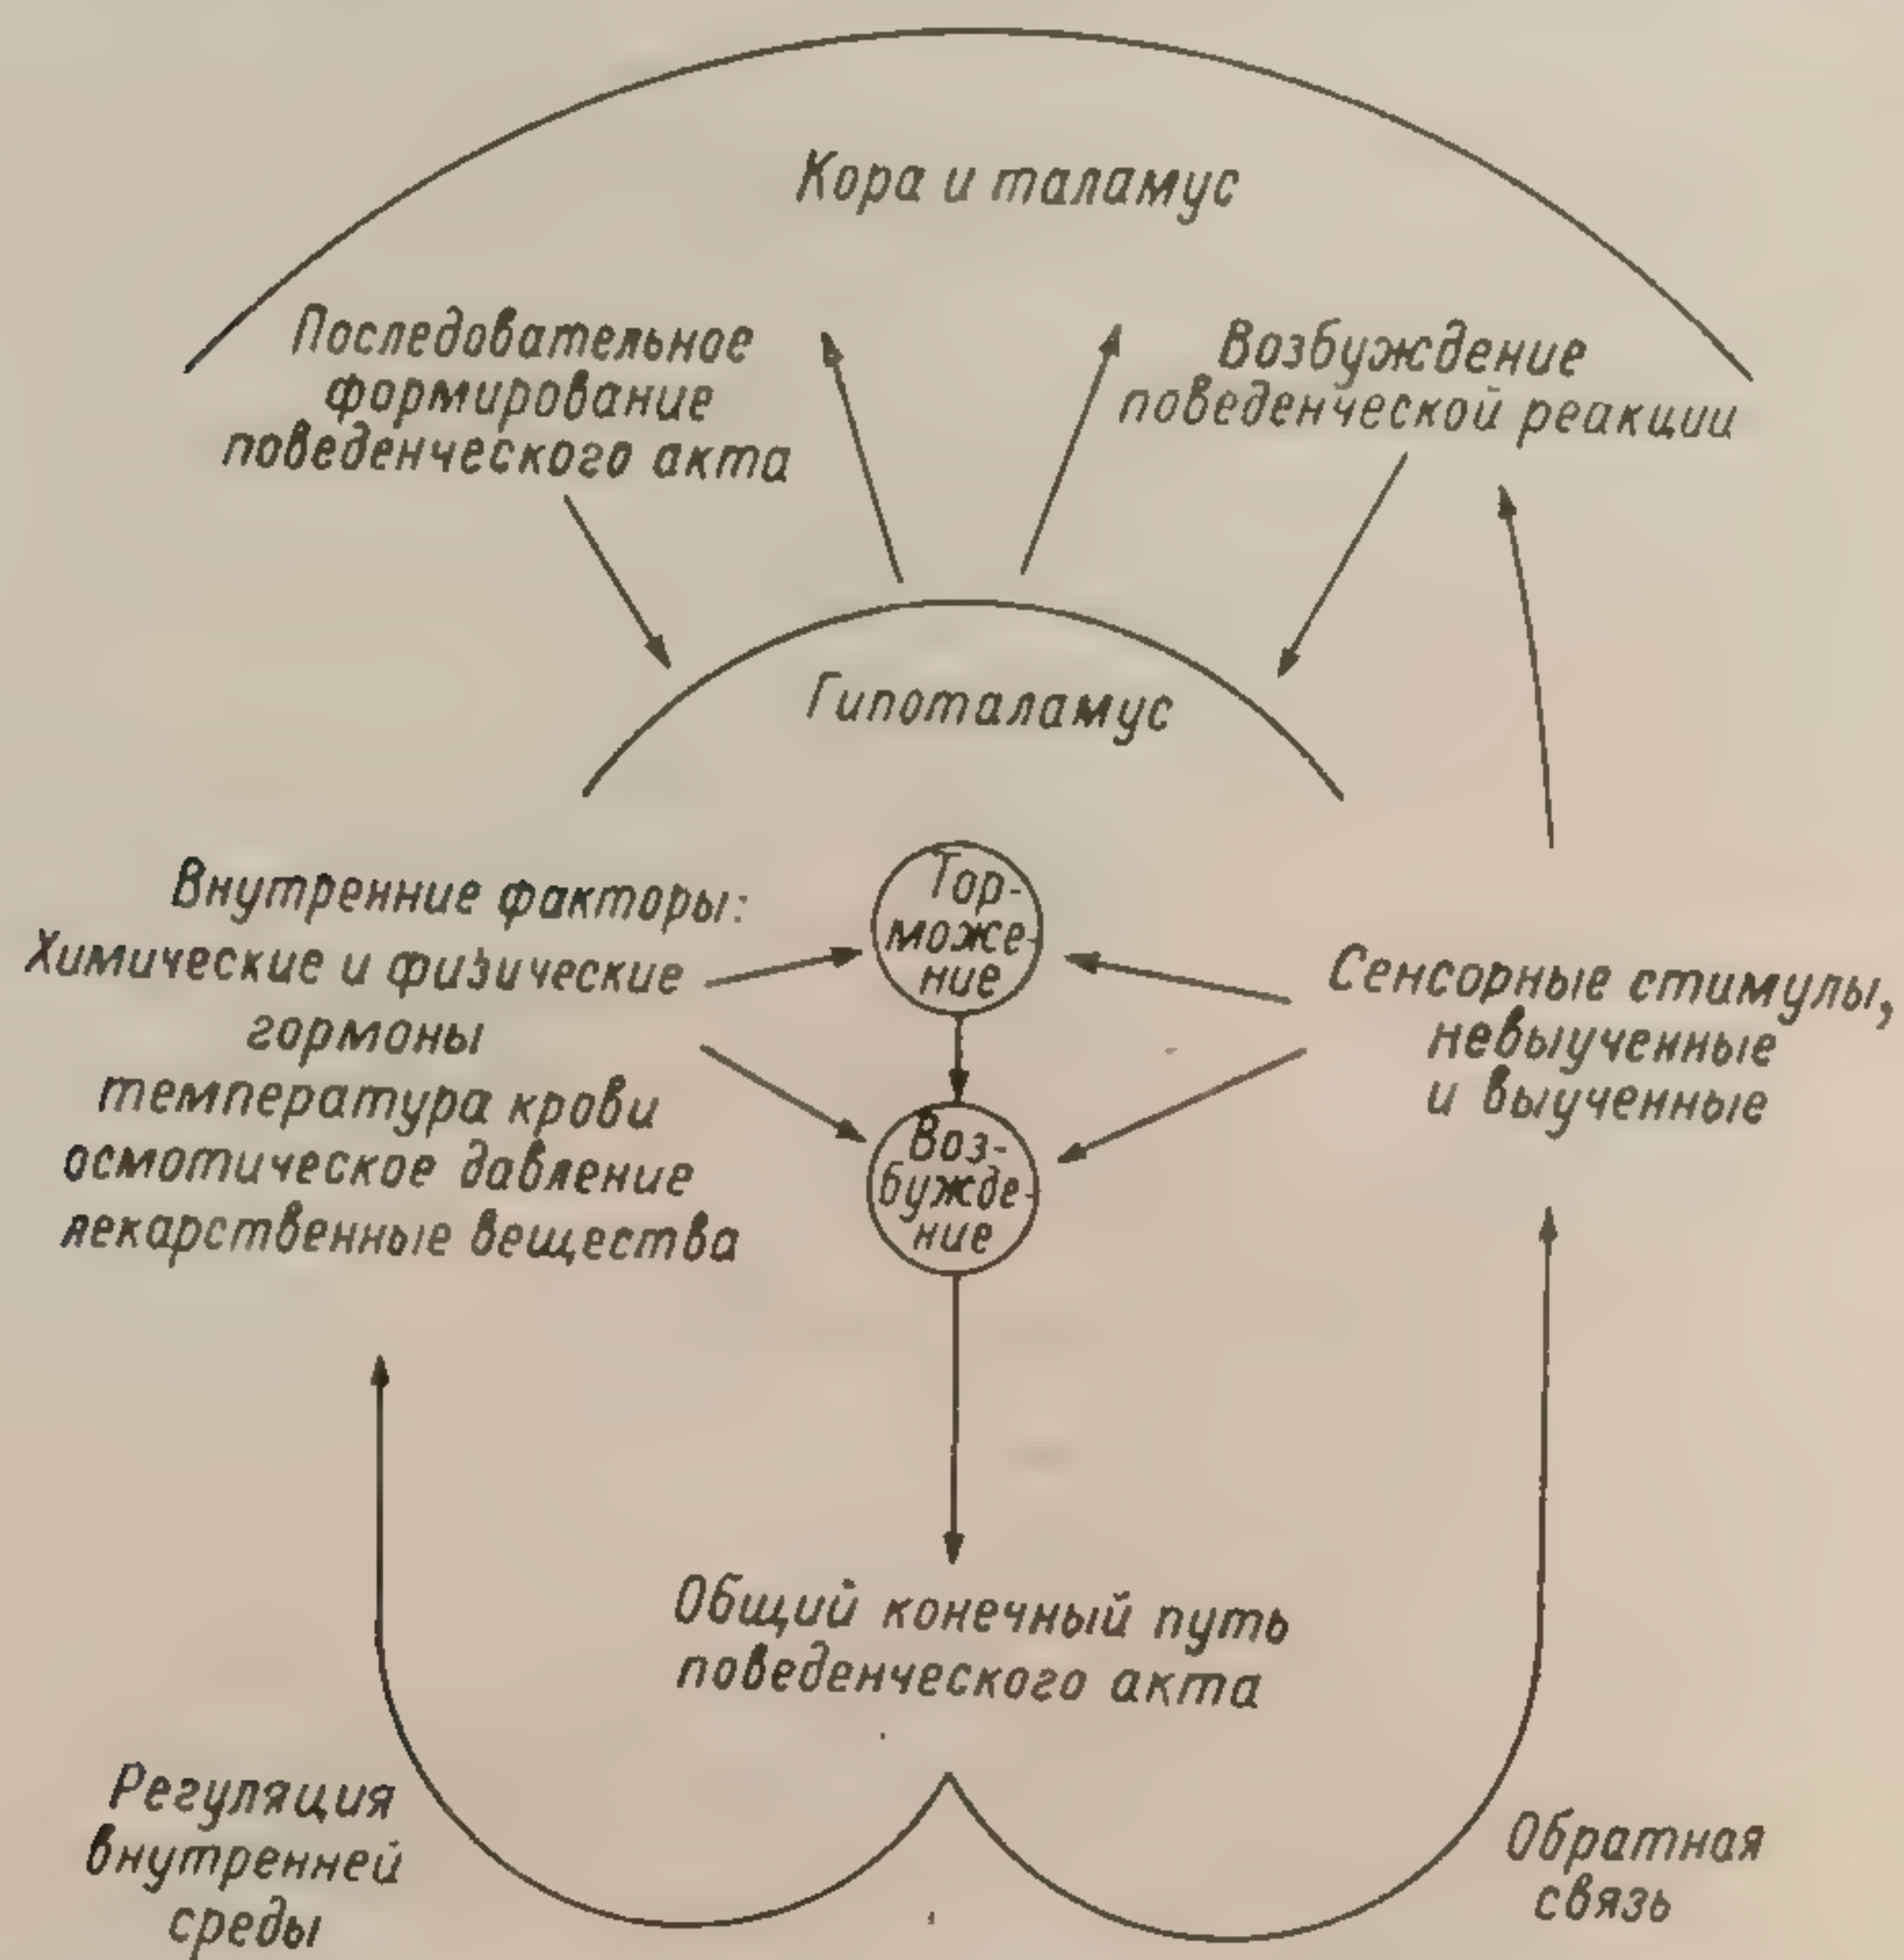 Кора и таламус
Последовательное
формирование
поведенческого акта
Возбуждение
поведенческой реакции
Гипоталамус
Внутренние факторы:
Химические и физические
гормоны
температура крови
осмотическое давление
лекарственные вещества
Тор-
може-
ние
Воз-
бужде-
ние
Сенсорные стимулы,
невыученные
и выученные
Общий конечный путь
поведенческого акта
Регуляция
внутренней
среды
Обратная
связь